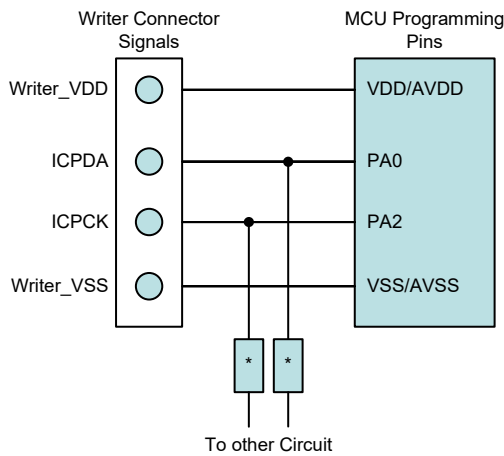 Writer Connector
Signals
MCU Programming
Pins
Writer_VDD
VDD/AVDD
ICPDA
PA0
ICPCK
PA2
Writer_VSS
VSS/AVSS
*
*
To other Circuit